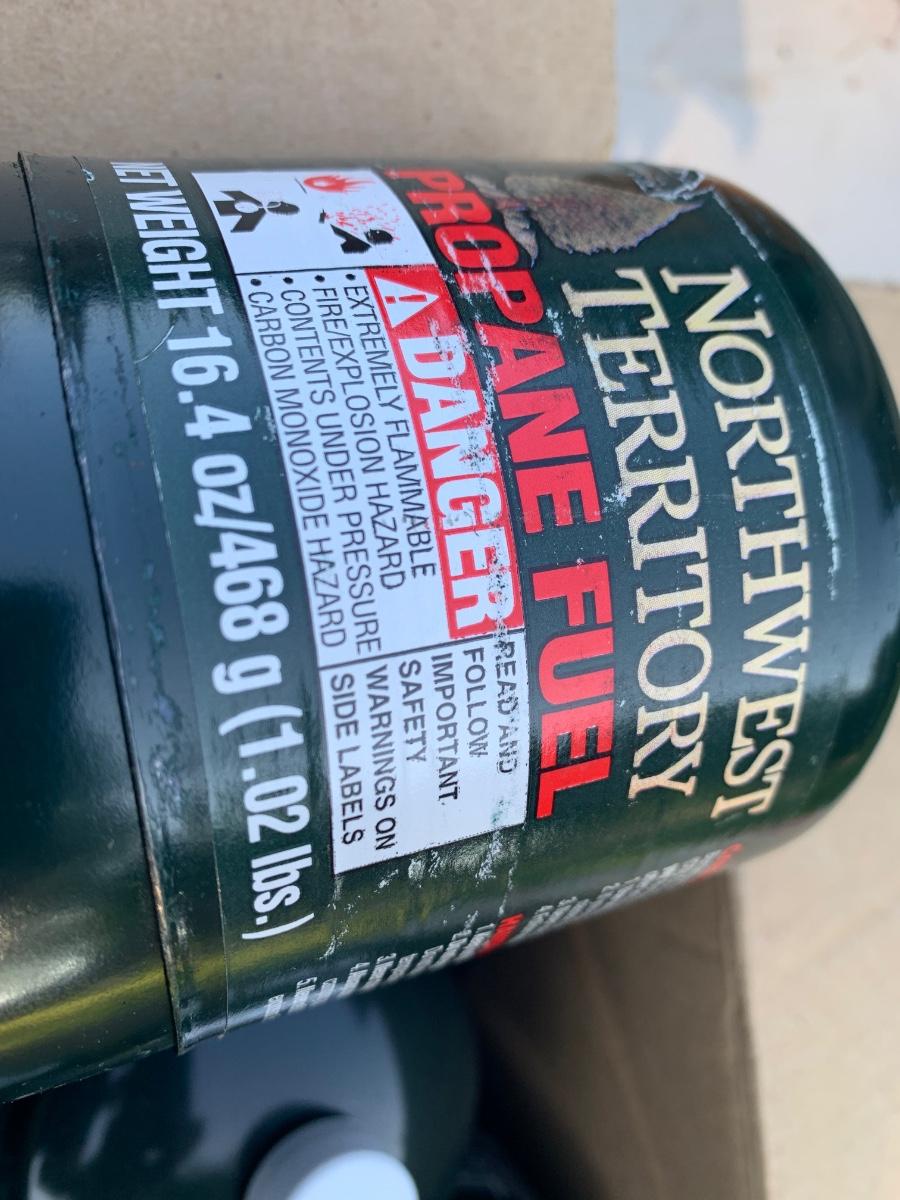 NORTHWEST
TERRITORY
PROPANE FUEL
DANGER
• EXTREMELY FLAMMABLE
• FIRE/EXPLOSION HAZARD
• CONTENTS UNDER PRESSURE
• CARBON MONOXIDE HAZARD
READ AND
FOLLOW
IMPORTANT
SAFETY
WARNINGS ON
SIDE LABELS
NET WEIGHT 16.4 oz/468 g (1.02 lbs.)